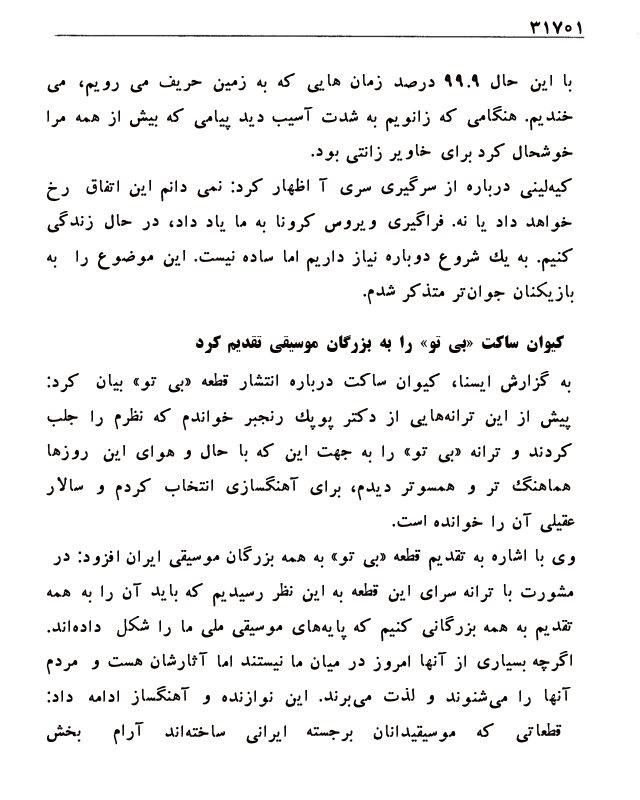 ۳۱۷۰۱
با این حال ۹۹.۹ درصد زمان هایی که به زمین حریف می رویم، می
خندیم. هنگامی که زانویم به شدت آسیب دید پیامی که بیش از همه مرا
خوشحال کرد برای خاویر زانتی بود.
کیه‌لینی درباره از سرگیری سری آ اظهار کرد: نمی دانم این اتفاق رخ
خواهد داد یا نه. فراگیری ویروس کرونا به ما یاد داد، در حال زندگی
کنیم. به یك شروع دوباره نیاز داریم اما ساده نیست. این موضوع را به
بازیکنان جوان‌تر متذکر شدم.
کیوان ساکت «بی تو» را به بزرگان موسیقی تقدیم کرد
به گزارش ایسنا، کیوان ساکت درباره انتشار قطعه «بی تو» بیان کرد:
پیش از این ترانه‌هایی از دکتر پوپك رنجبر خواندم که نظرم را جلب
کردند و ترانه «بی تو» را به جهت این که با حال و هوای این روزها
هماهنگ تر و همسوتر دیدم، برای آهنگسازی انتخاب کردم و سالار
عقیلی آن را خوانده است.
وی با اشاره به تقدیم قطعه «بی تو» به همه بزرگان موسیقی ایران افزود: در
مشورت با ترانه سرای این قطعه به این نظر رسیدیم که باید آن را به همه
تقدیم به همه بزرگانی کنیم که پایه‌های موسیقی ملی ما را شکل داده‌اند.
اگرچه بسیاری از آنها امروز در میان ما نیستند اما آثارشان هست و مردم
آنها را می‌شنوند و لذت می‌برند. این نوازنده و آهنگساز ادامه داد:
قطعاتی که موسیقیدانان برجسته ایرانی ساخته‌اند آرام بخش